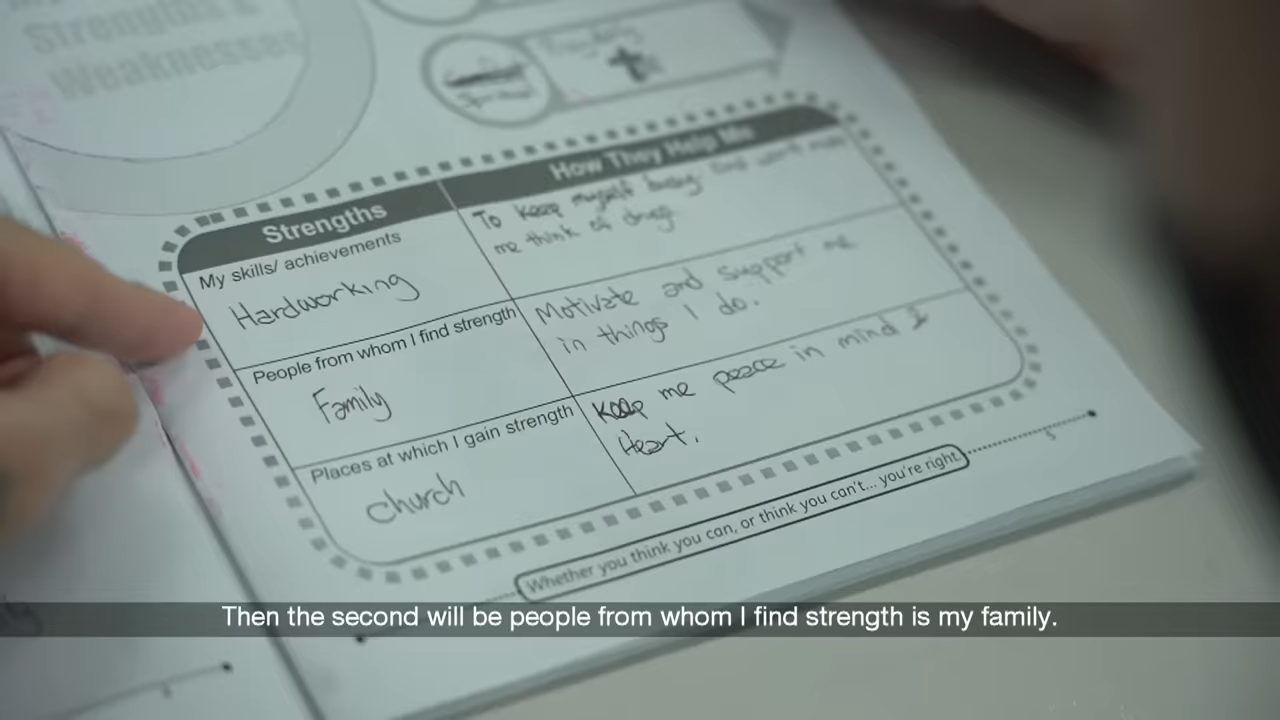 Strengths &
Weaknesses
Strengths
How They Help Me
My skills/ achievements
Hardworking
To keep myself busy. and won't make
me think of drug.
People from whom I find strength
Family
Motivate and support me
in things I do.
Places at which I gain strength
church
Keep me peace in mind &
Heart.
Whether you think you can, or think you can't... you're right.
5
Then the second will be people from whom I find strength is my family.